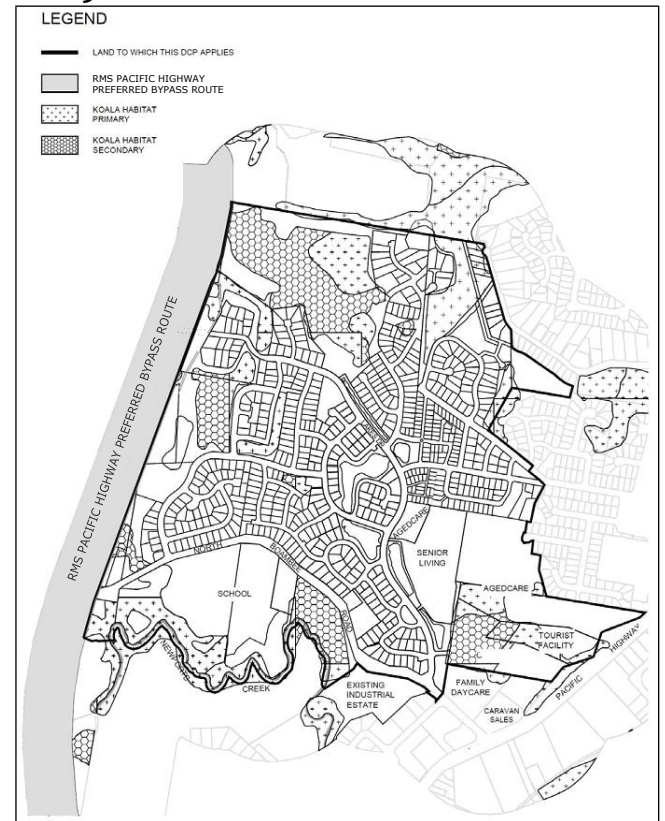 LEGEND
LAND TO WHICH THIS DCP APPLIES
RMS PACIFIC HIGHWAY
PREFERRED BYPASS ROUTE
KOALA HABITAT
PRIMARY
KOALA HABITAT
SECONDARY
RMS PACIFIC HIGHWAY PREFERRED BYPASS ROUTE
AGEDCARE
SENIOR
LIVING
NORTH
BOAMBEE
ROAD
SCHOOL
AGEDCARE
TOURIST
FACILITY
NEWPORTS
CREEK
EXISTING
INDUSTRIAL
ESTATE
FAMILY
DAYCARE
CARAVAN
SALES
PACIFIC
HIGHWAY